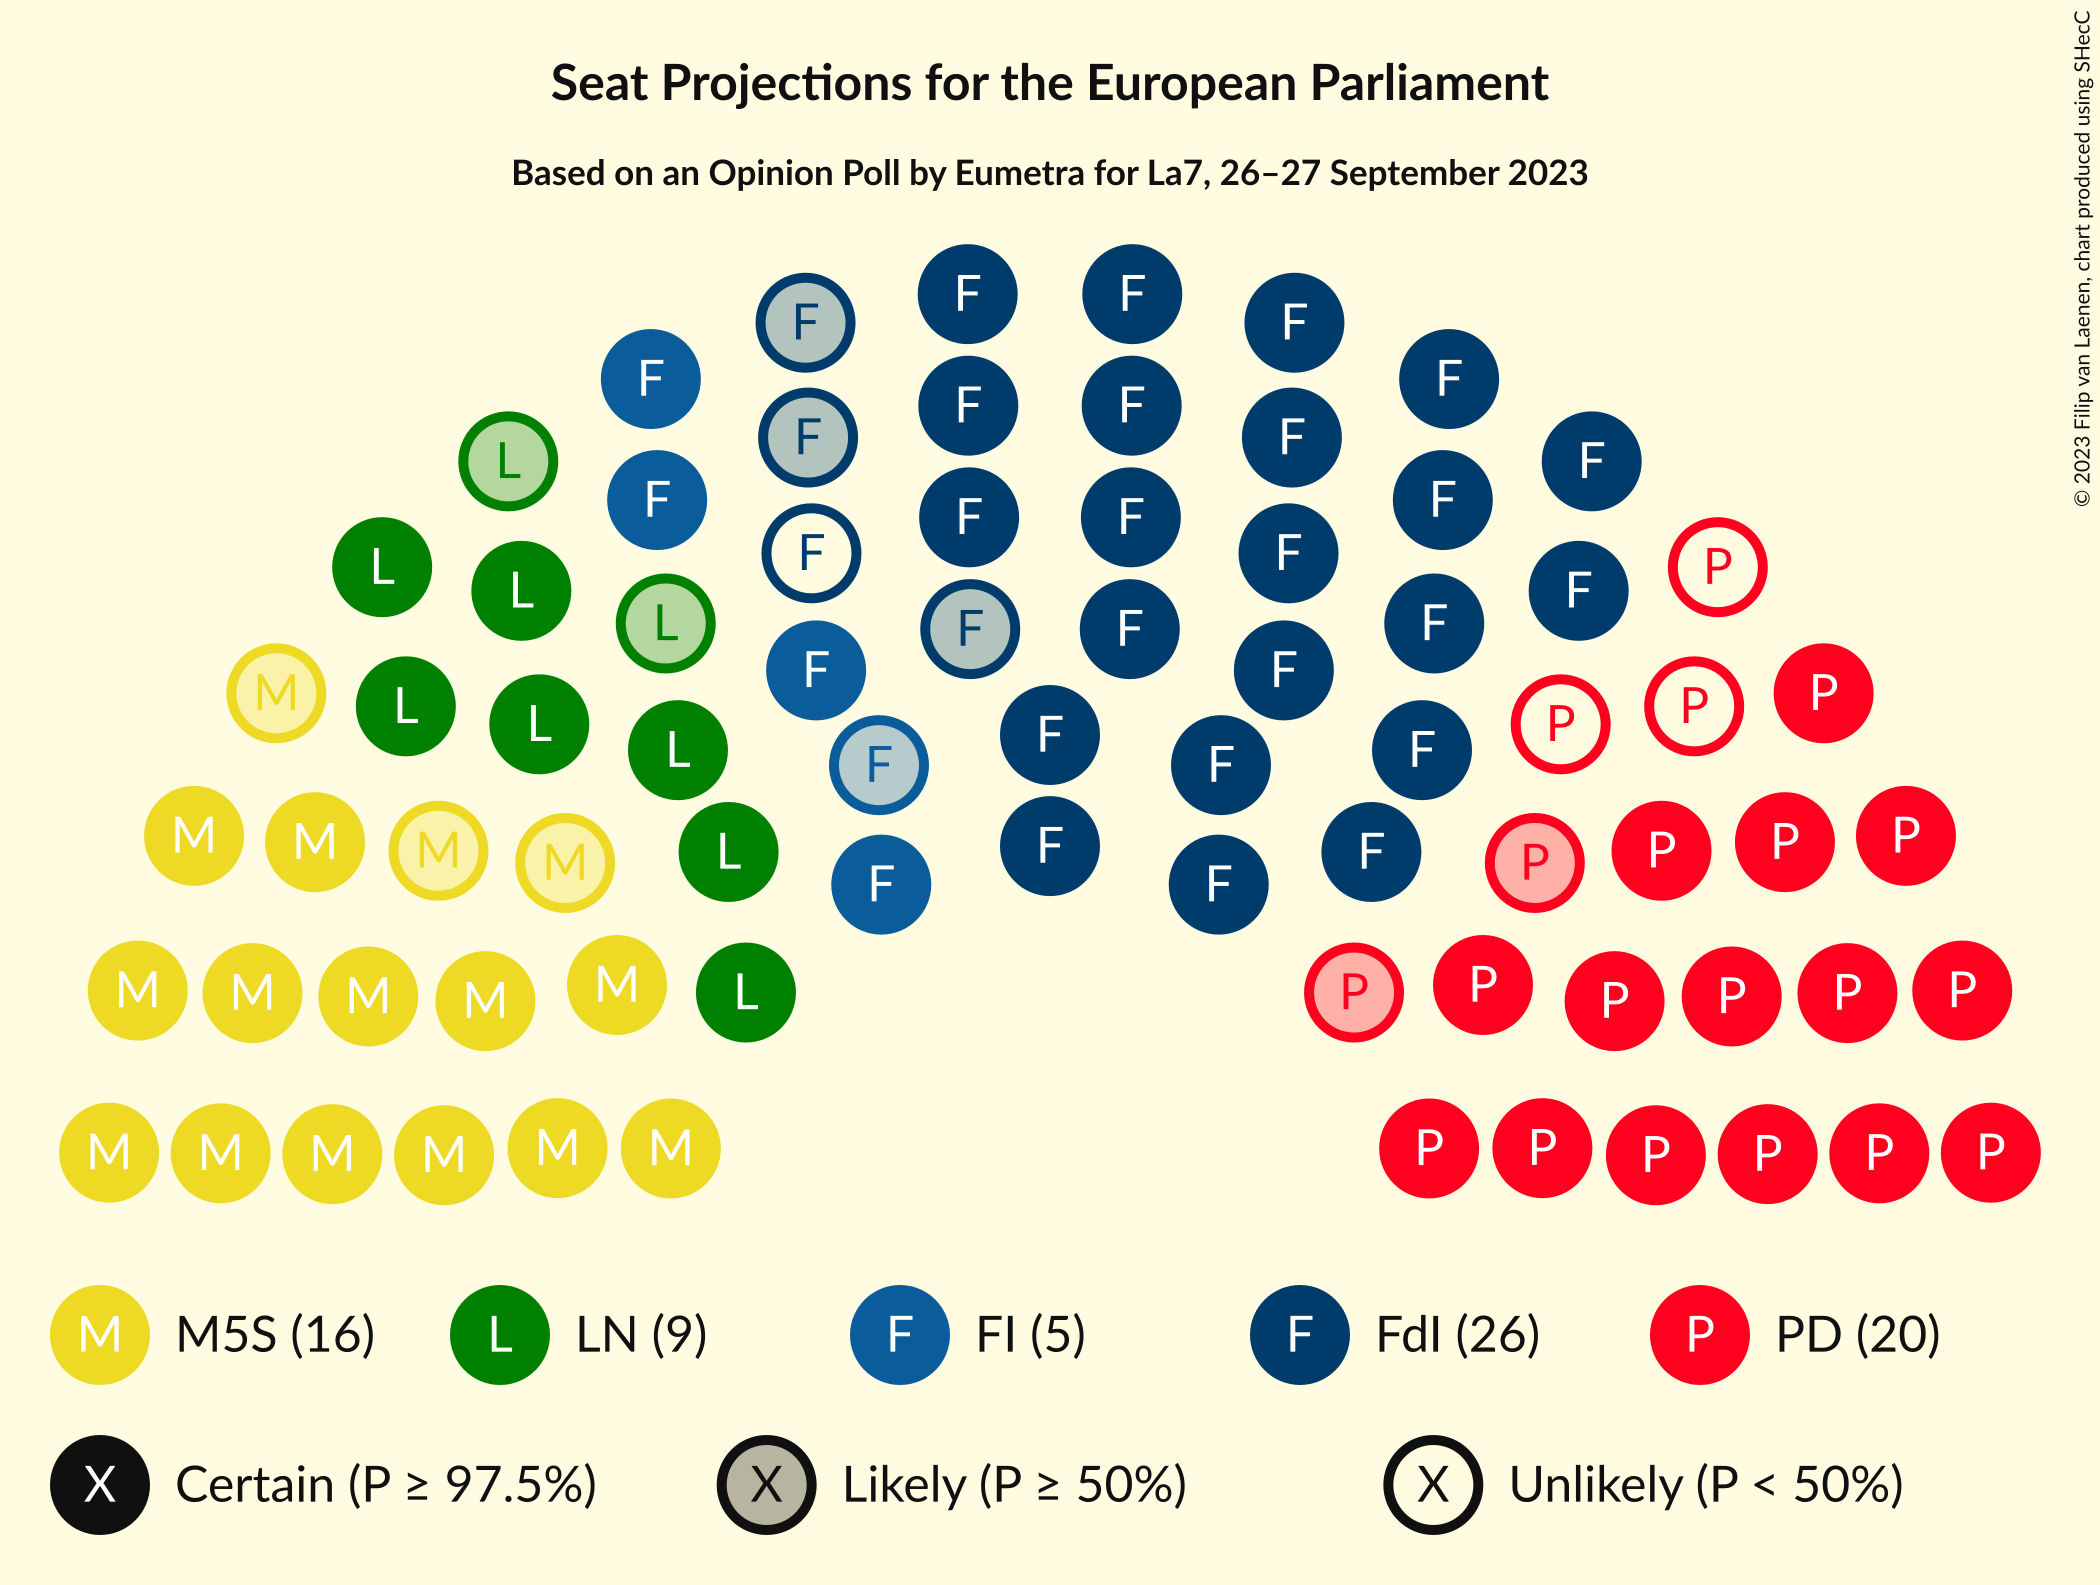 Seat Projections for the European Parliament
Based on an Opinion Poll by Eumetra for La7, 26–27 September 2023
© 2023 Filip van Laenen, chart produced using SHecC
F F F F
F F F F
F F F F F F
L F F
L F P
L L F F F F F F F
L F F F F
M L L L F F F P P P
F F F F
M M M M L F F F F P P P P
M M M M M L P P P P P P
M M M M M M P P P P P P
M M5S (16) L LN (9) F FI (5) F FdI (26) P PD (20)
X Certain (P ≥ 97.5%) X Likely (P ≥ 50%) X Unlikely (P < 50%)